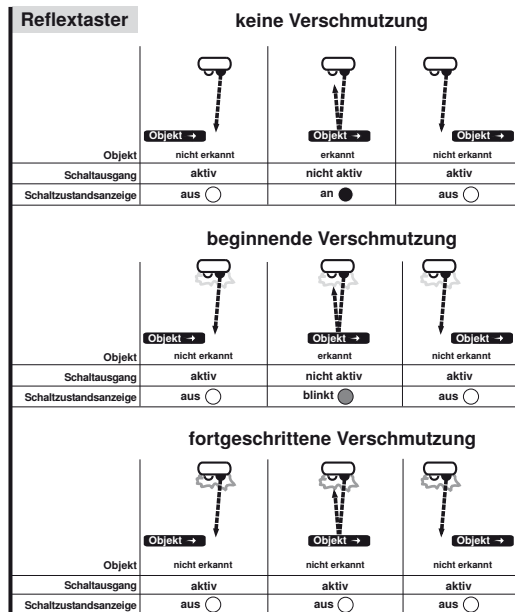 Reflextaster
keine Verschmutzung
Objekt → Objekt → Objekt →
Objekt nicht erkannt erkannt nicht erkannt
Schaltausgang aktiv nicht aktiv aktiv
Schaltzustandsanzeige aus an aus
beginnende Verschmutzung
Objekt → Objekt → Objekt →
Objekt nicht erkannt erkannt nicht erkannt
Schaltausgang aktiv nicht aktiv aktiv
Schaltzustandsanzeige aus blinkt aus
fortgeschrittene Verschmutzung
Objekt → Objekt → Objekt →
Objekt nicht erkannt nicht erkannt nicht erkannt
Schaltausgang aktiv aktiv aktiv
Schaltzustandsanzeige aus aus aus